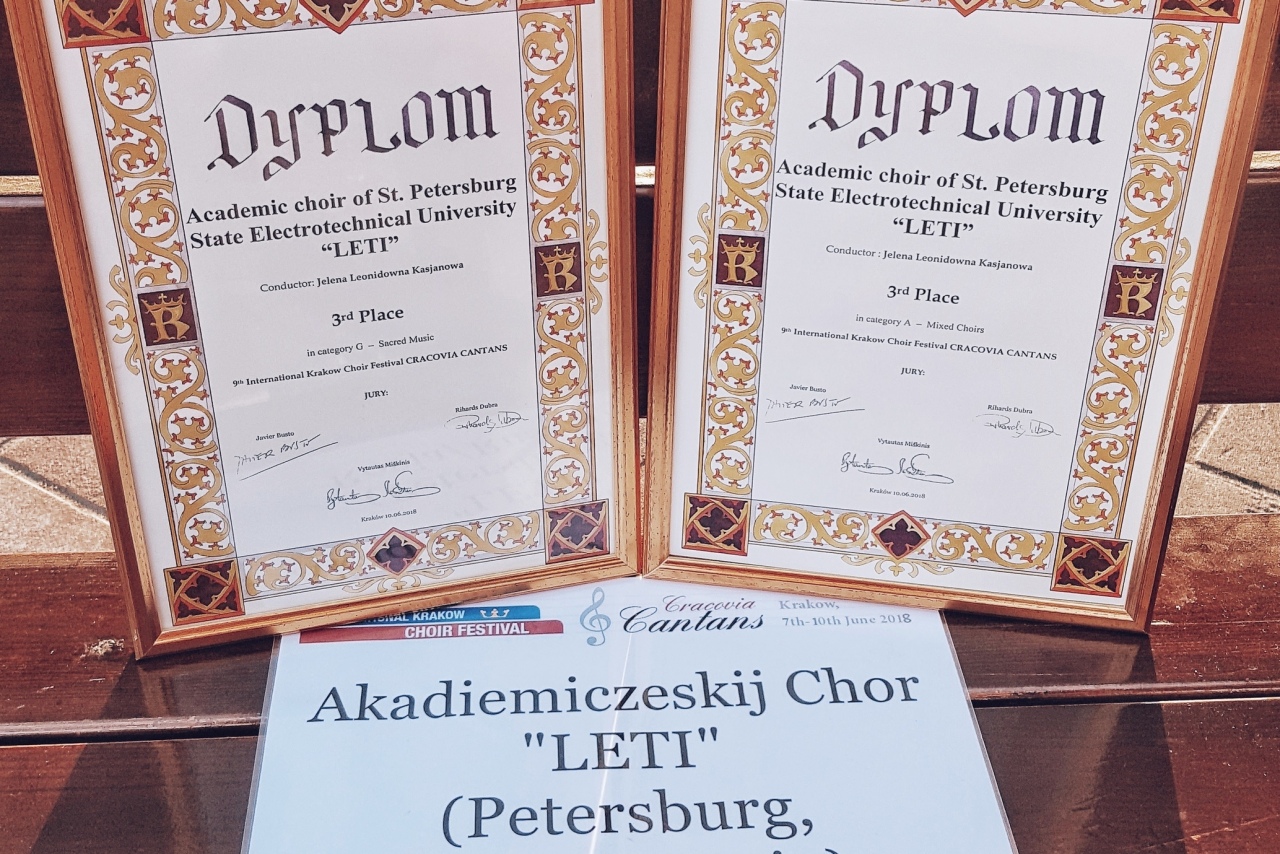 Dyplom
Academic choir of St. Petersburg
State Electrotechnical University
“LETI”
Conductor: Jelena Leonidowna Kasjanowa
3rd Place
in category G – Sacred Music
9th International Krakow Choir Festival CRACOVIA CANTANS
JURY:
Javier Busto
JAVIER BUSTO
Rihards Dubra
Vytautas Miškinis
Kraków 10.06.2018
Dyplom
Academic choir of St. Petersburg
State Electrotechnical University
“LETI”
Conductor : Jelena Leonidowna Kasjanowa
3rd Place
in category A – Mixed Choirs
9th International Krakow Choir Festival CRACOVIA CANTANS
JURY:
Javier Busto
JAVIER BUSTO
Rihards Dubra
Vytautas Miškinis
Kraków 10.06.2018
KRAKOW
CHOIR FESTIVAL
Cracovia
Cantans
Krakow,
7th-10th June 2018
Akadiemiczeskij Chor
"LETI"
(Petersburg,